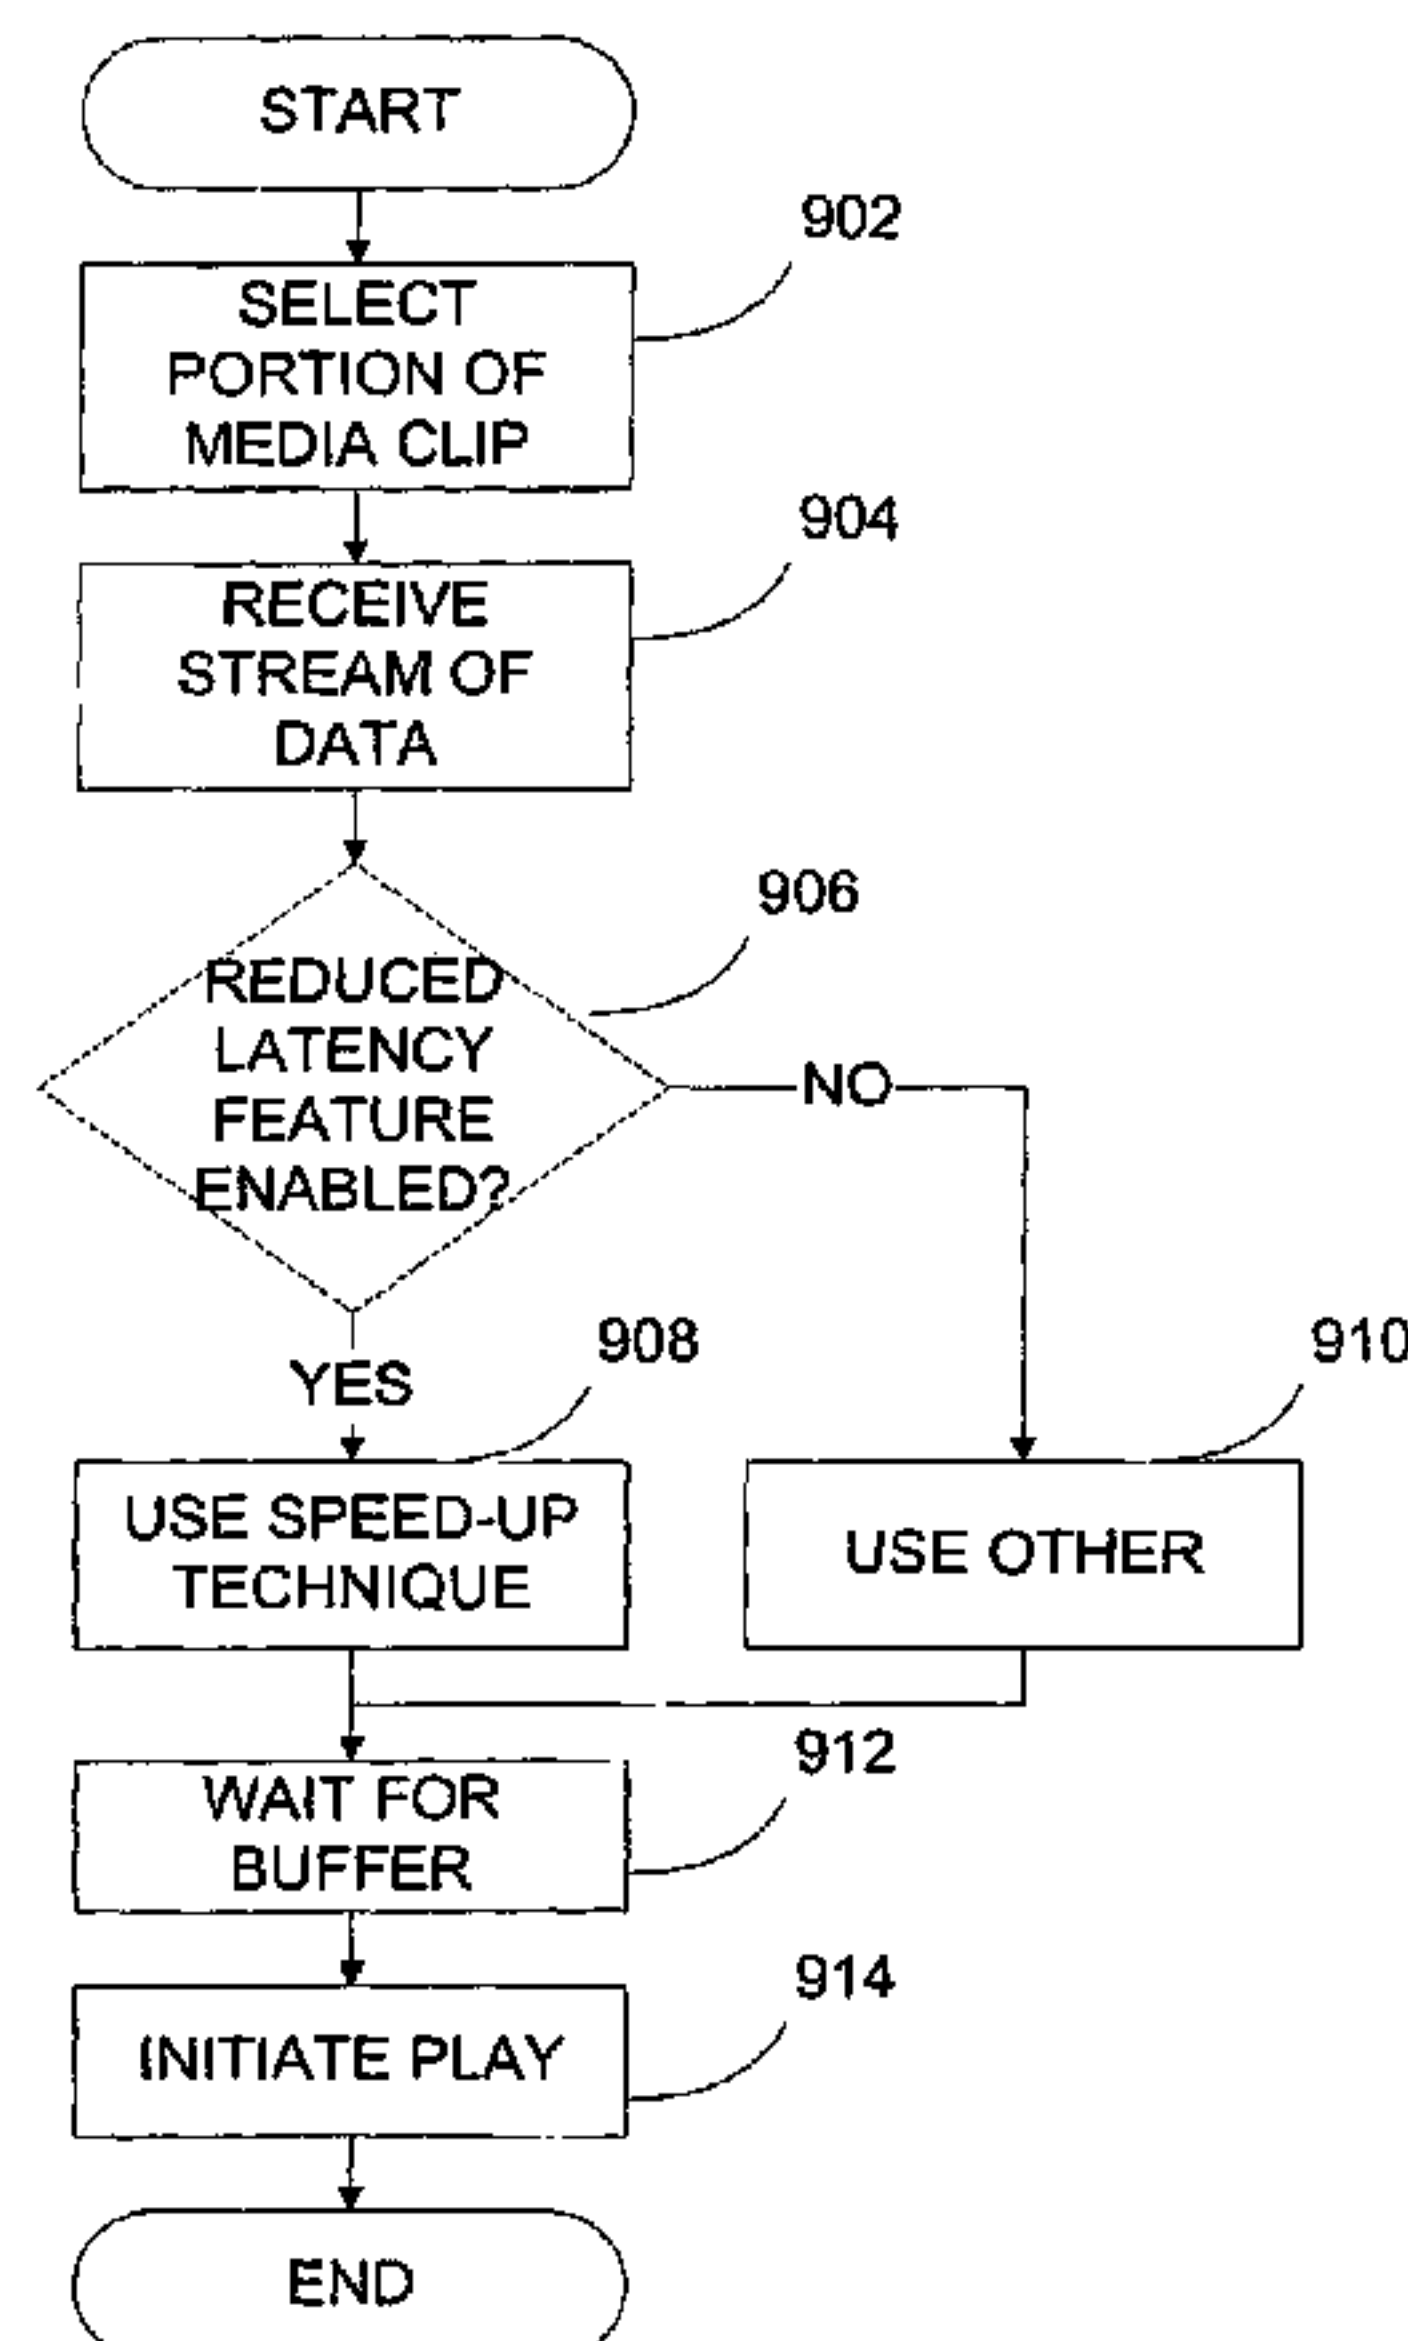 START
902
SELECT
PORTION OF
MEDIA CLIP
904
RECEIVE
STREAM OF
DATA
906
REDUCED
LATENCY
FEATURE
ENABLED?
NO
YES
908
910
USE SPEED-UP
TECHNIQUE
USE OTHER
912
WAIT FOR
BUFFER
914
INITIATE PLAY
END